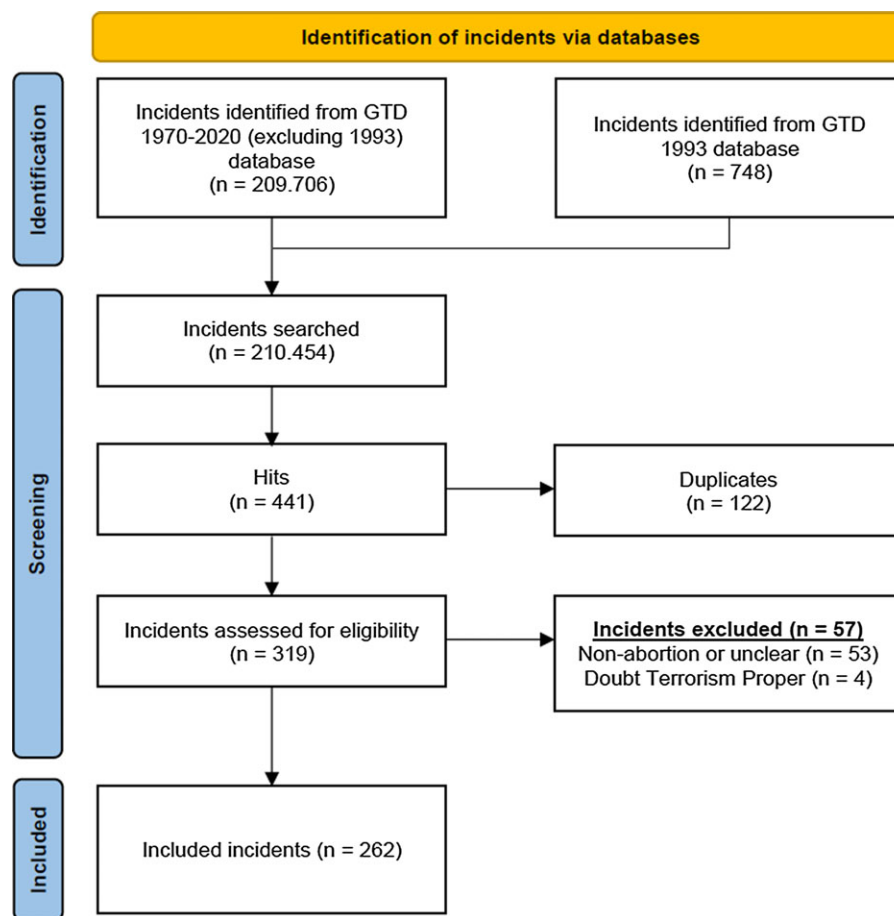 Identification of incidents via databases
Identification
Incidents identified from GTD
1970-2020 (excluding 1993)
database
(n = 209.706)
Incidents identified from GTD
1993 database
(n = 748)
Screening
Incidents searched
(n = 210.454)
Hits
(n = 441)
Duplicates
(n = 122)
Incidents assessed for eligibility
(n = 319)
Incidents excluded (n = 57)
Non-abortion or unclear (n = 53)
Doubt Terrorism Proper (n = 4)
Included
Included incidents (n = 262)